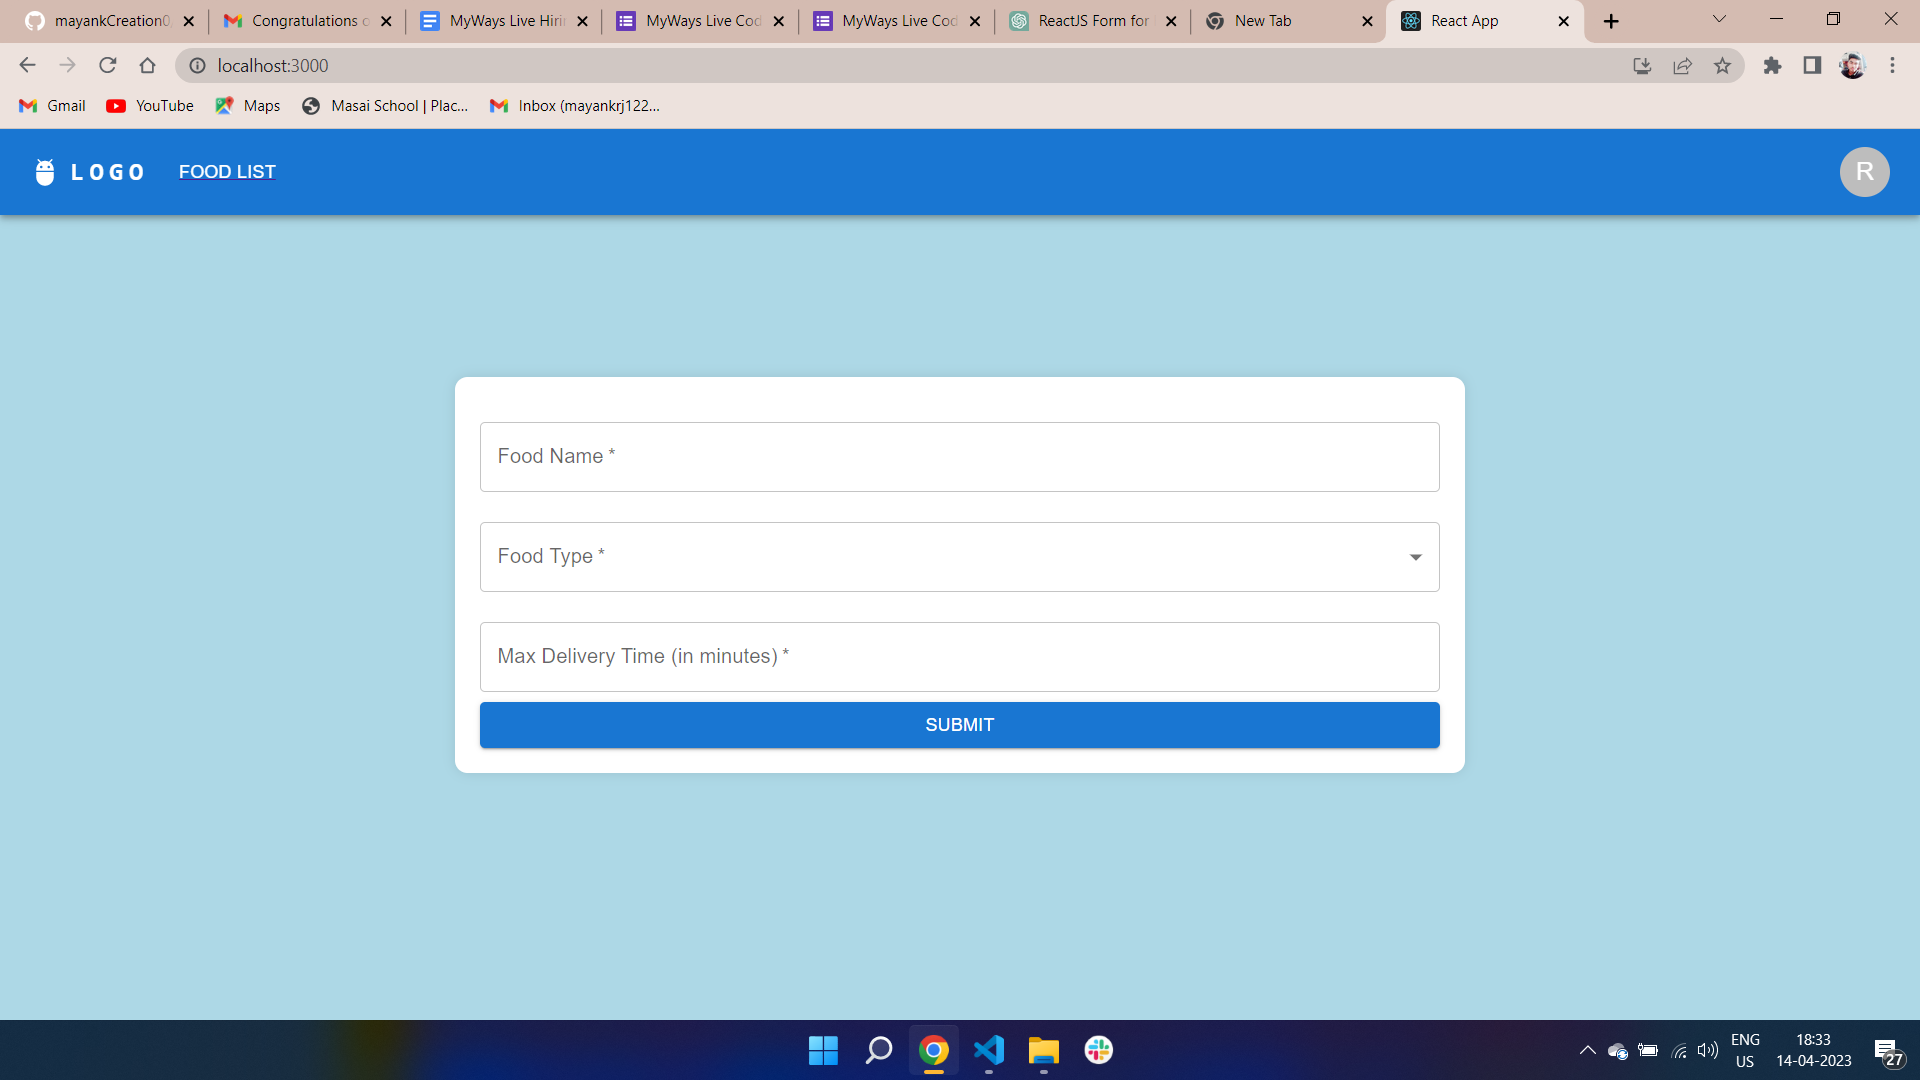 mayankCreation0
Congratulations o
MyWays Live Hirin
MyWays Live Cod
MyWays Live Cod
ReactJS Form for
New Tab
React App
localhost:3000
Gmail
YouTube
Maps
Masai School | Plac...
Inbox (mayankrj122...
LOGO
FOOD LIST
R
Food Name *
Food Type *
Max Delivery Time (in minutes) *
SUBMIT
ENG
US
18:33
14-04-2023
27